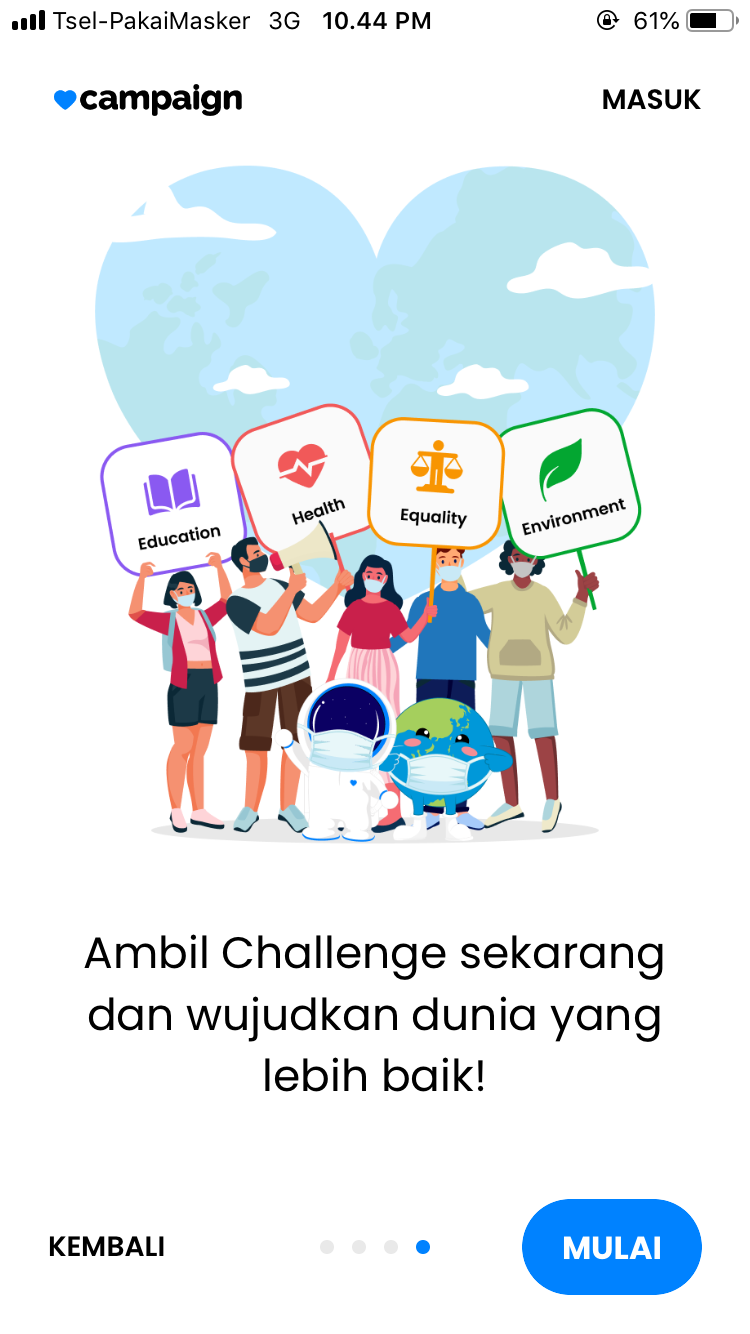 Tsel-PakaiMasker 3G 10.44 PM 61%
campaign MASUK
Education Health Equality Environment
Ambil Challenge sekarang
dan wujudkan dunia yang
lebih baik!
KEMBALI MULAI